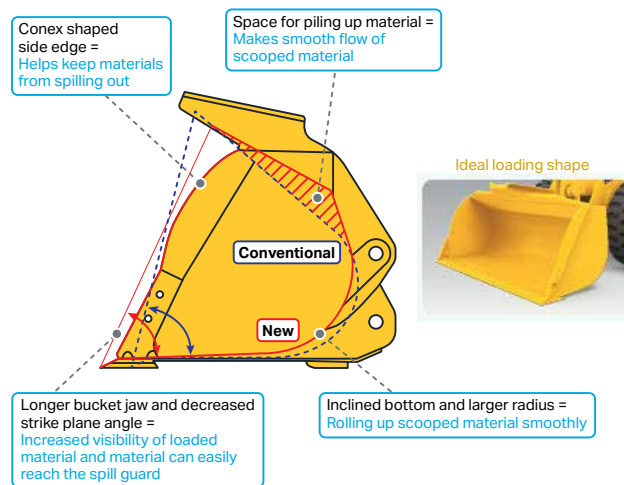 Conex shaped
side edge =
Helps keep materials
from spilling out
Space for piling up material =
Makes smooth flow of
scooped material
Ideal loading shape
Conventional
New
Longer bucket jaw and decreased
strike plane angle =
Increased visibility of loaded
material and material can easily
reach the spill guard
Inclined bottom and larger radius =
Rolling up scooped material smoothly